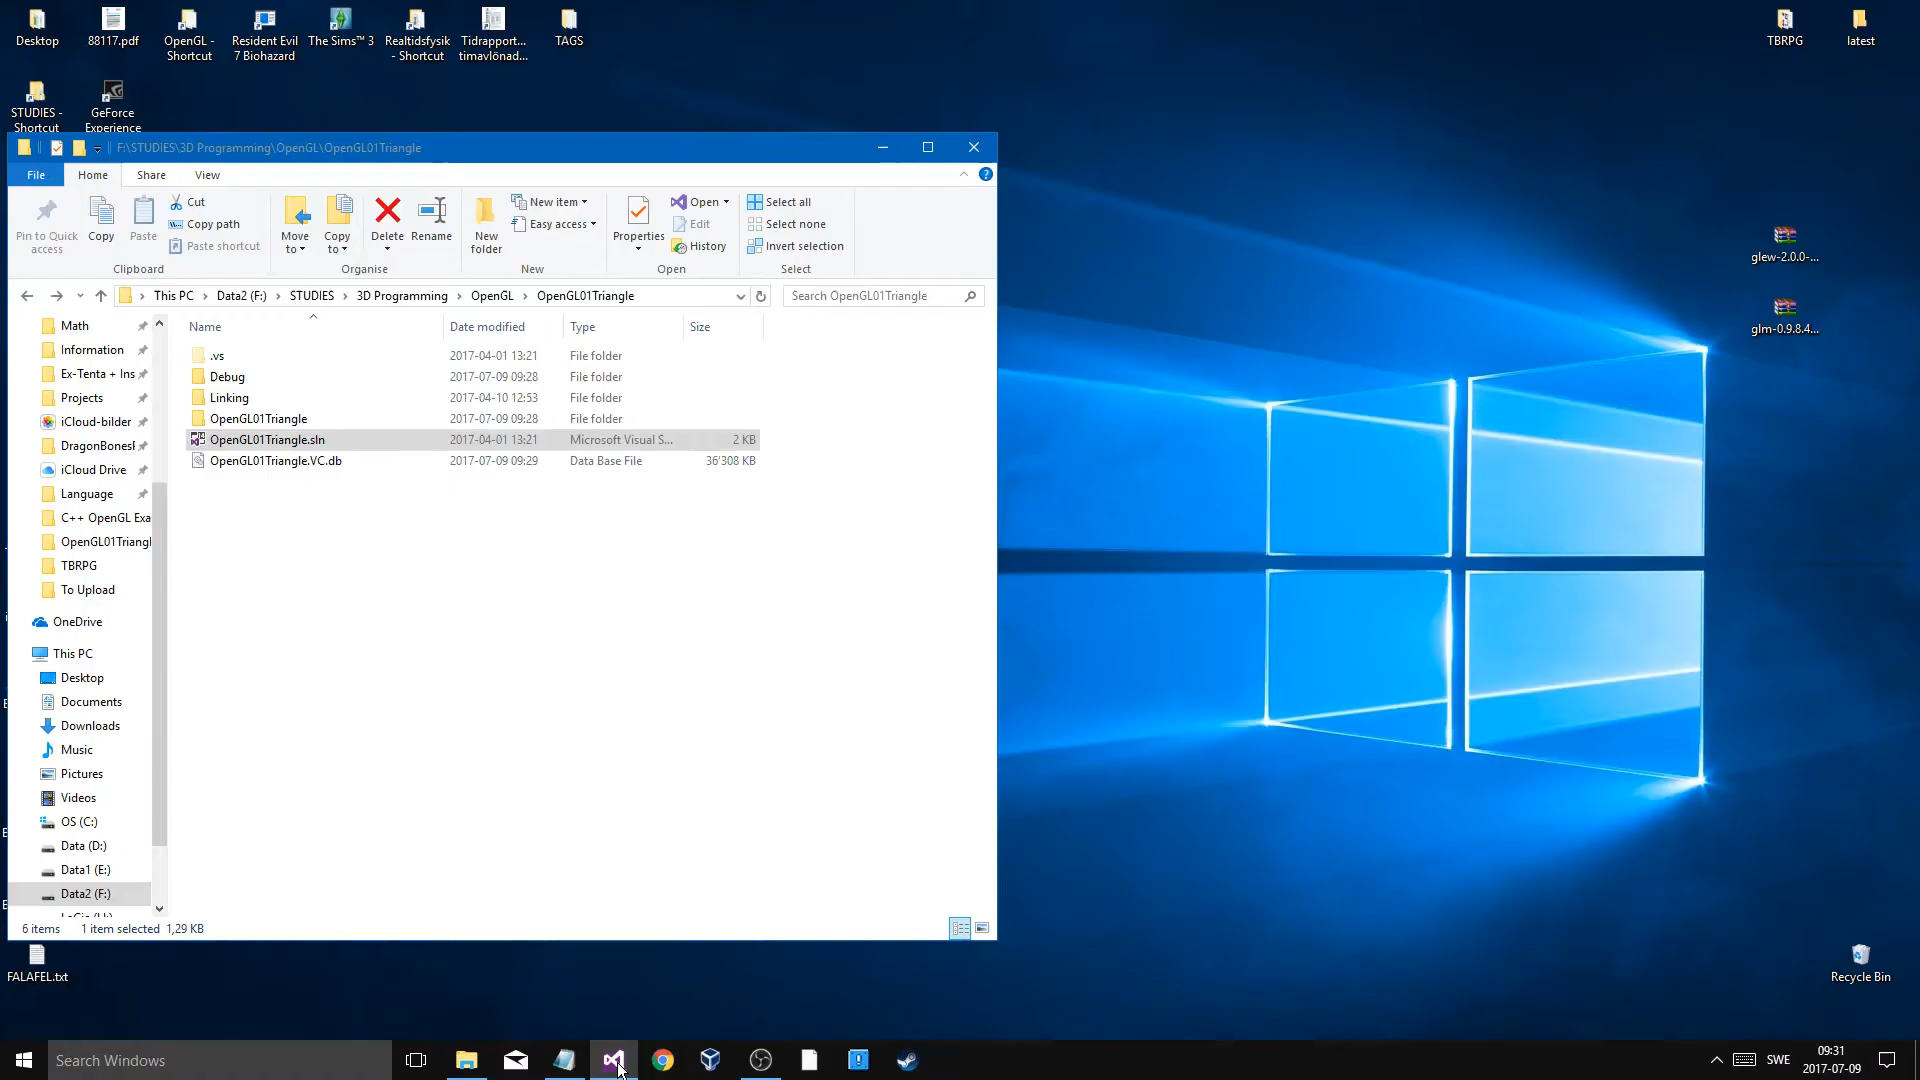 Desktop
88117.pdf
OpenGL -
Shortcut
Resident Evil
7 Biohazard
The Sims™ 3
Realtidsfysik
- Shortcut
Tidrapport...
timavlönad...
TAGS
TBRPG
latest
STUDIES -
Shortcut
GeForce
Experience
F:\STUDIES\3D Programming\OpenGL\OpenGL01Triangle
File
Home
Share
View
Pin to Quick
access
Copy
Paste
Cut
Copy path
Paste shortcut
Clipboard
Move
to
Copy
to
Delete
Rename
Organise
New
folder
New item
Easy access
New
Properties
Open
Edit
History
Open
Select all
Select none
Invert selection
Select
This PC
Data2 (F:)
STUDIES
3D Programming
OpenGL
OpenGL01Triangle
Search OpenGL01Triangle
Math
Information
Ex-Tenta + Ins
Projects
iCloud-bilder
DragonBonesF
iCloud Drive
Language
C++ OpenGL Exa
OpenGL01Triangl
TBRPG
To Upload
OneDrive
This PC
Desktop
Documents
Downloads
Music
Pictures
Videos
OS (C:)
Data (D:)
Data1 (E:)
Data2 (F:)
Name Date modified Type Size
.vs 2017-04-01 13:21 File folder
Debug 2017-07-09 09:28 File folder
Linking 2017-04-10 12:53 File folder
OpenGL01Triangle 2017-07-09 09:28 File folder
OpenGL01Triangle.sln 2017-04-01 13:21 Microsoft Visual S... 2 KB
OpenGL01Triangle.VC.db 2017-07-09 09:29 Data Base File 36'308 KB
6 items 1 item selected 1,29 KB
glew-2.0.0-...
glm-0.9.8.4...
FALAFEL.txt
Recycle Bin
Search Windows
SWE
09:31
2017-07-09